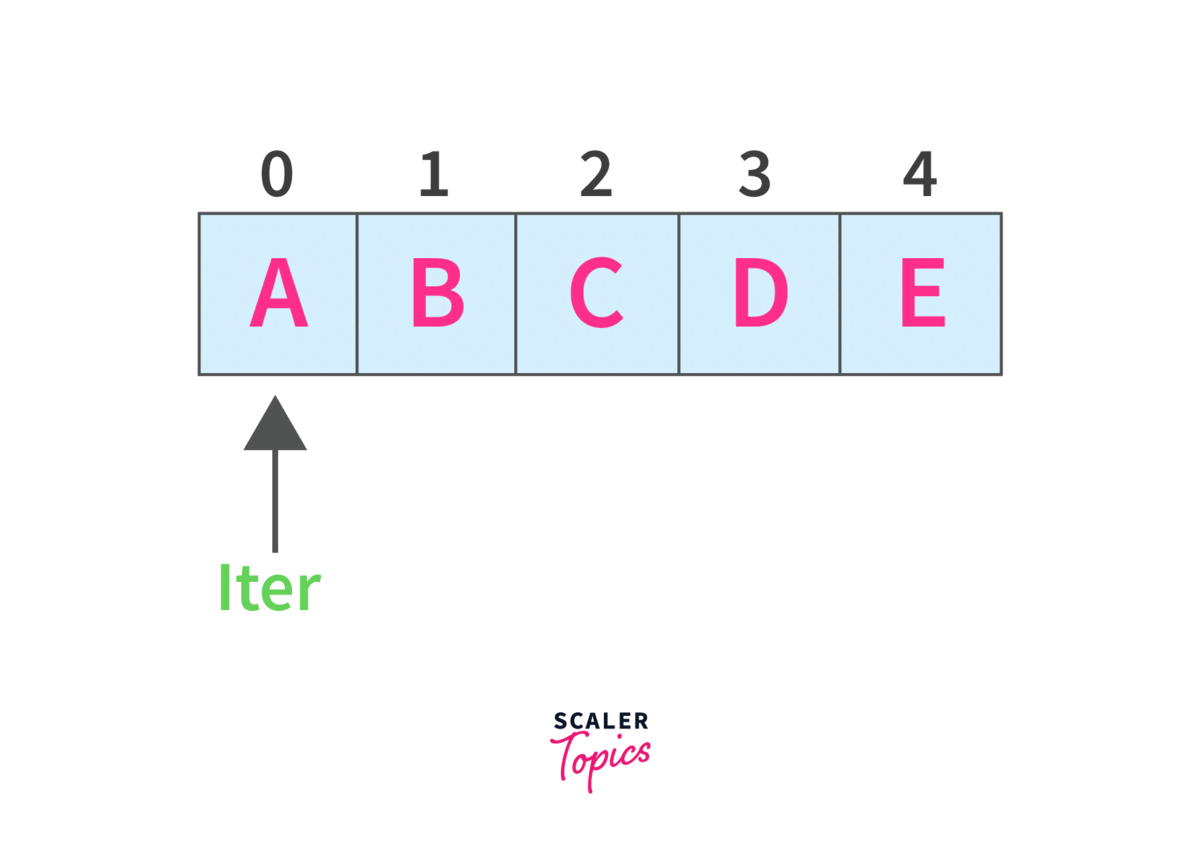 0 1 2 3 4
A B C D E
Iter
SCALER
Topics